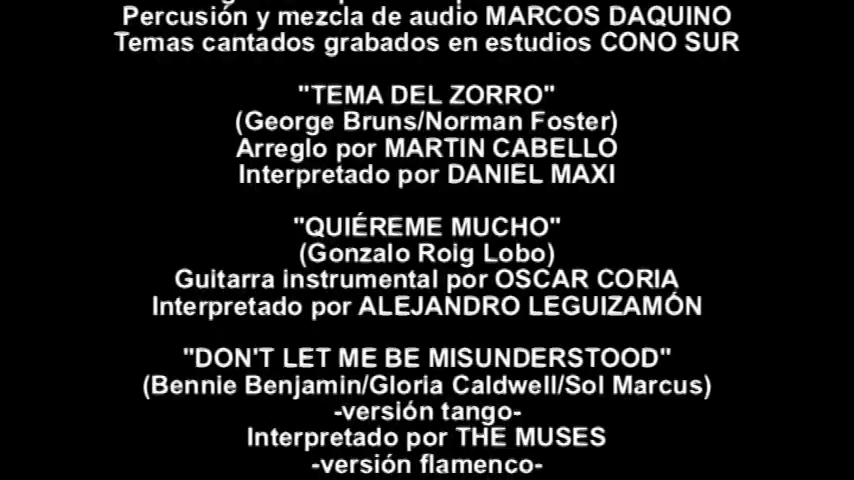 Percusión y mezcla de audio MARCOS DAQUINO
Temas cantados grabados en estudios CONO SUR
"TEMA DEL ZORRO"
(George Bruns/Norman Foster)
Arreglo por MARTIN CABELLO
Interpretado por DANIEL MAXI
"QUIÉREME MUCHO"
(Gonzalo Roig Lobo)
Guitarra instrumental por OSCAR CORIA
Interpretado por ALEJANDRO LEGUIZAMÓN
"DON'T LET ME BE MISUNDERSTOOD"
(Bennie Benjamin/Gloria Caldwell/Sol Marcus)
-versión tango-
Interpretado por THE MUSES
-versión flamenco-